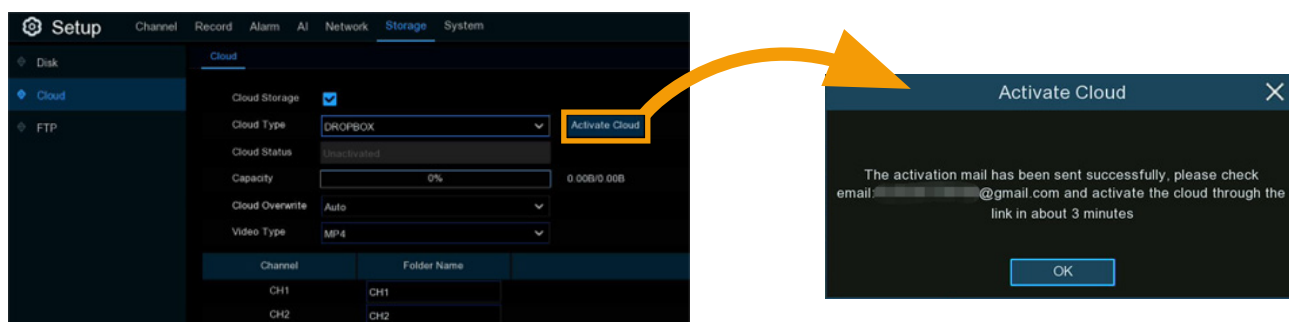 Setup Channel Record Alarm AI Network Storage System
Disk
Cloud
FTP
Cloud
Cloud Storage
Cloud Type DROPBOX Activate Cloud
Cloud Status Unactivated
Capacity 0% 0.00B/0.00B
Cloud Overwrite Auto
Video Type MP4
Channel Folder Name
CH1 CH1
CH2 CH2
Activate Cloud
The activation mail has been sent successfully, please check
email: @gmail.com and activate the cloud through the
link in about 3 minutes
OK